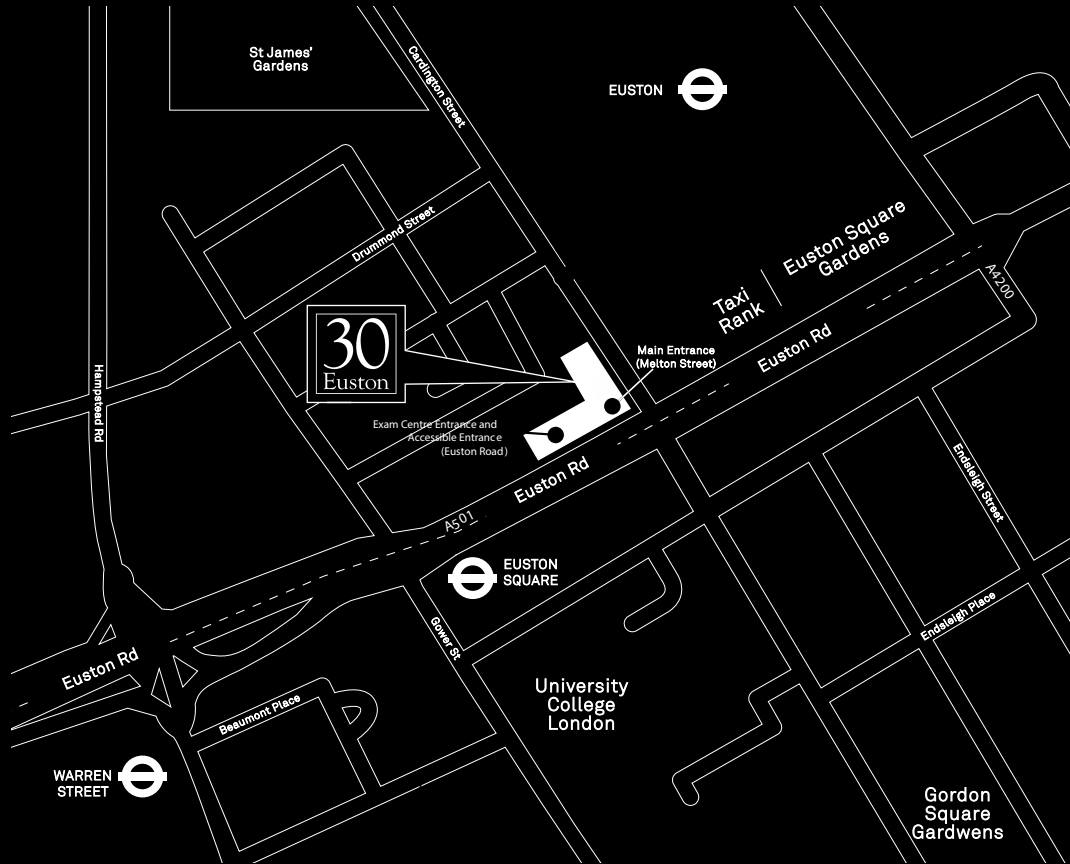 St James'
Gardens
Cardington Street
EUSTON
Drummond Street
Euston Square
Gardens
Taxi
Rank
A4200
30
Euston
Main Entrance
(Melton Street)
Euston Rd
Hampstead Rd
Exam Centre Entrance and
Accessible Entrance
(Euston Road)
Euston Rd
A501
Endsleigh Street
EUSTON
SQUARE
Gower St
Endsleigh Place
Euston Rd
University
College
London
Beaumont Place
WARREN
STREET
Gordon
Square
Gardwens